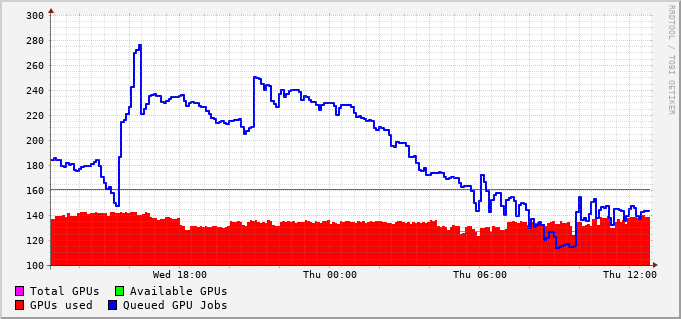 300
280
260
240
220
200
180
160
140
120
100
Wed 18:00 Thu 00:00 Thu 06:00 Thu 12:00
Total GPUs Available GPUs
GPUs used Queued GPU Jobs
RRDTOOL / TOBI OETIKER